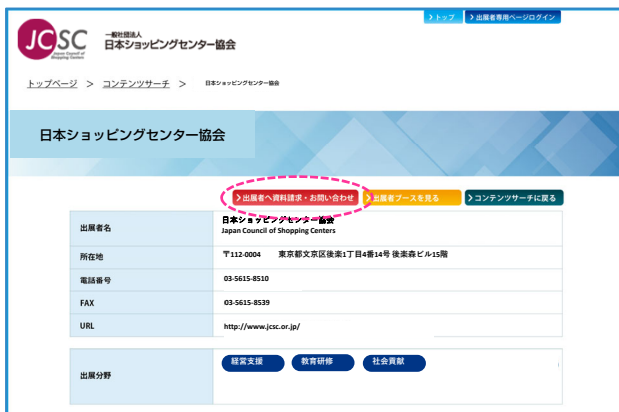 >トップ
>出展者専用ページログイン
JCSC
Japan Council of Shopping Centers
一般社団法人
日本ショッピングセンター協会
トップページ > コンテンツサーチ > 日本ショッピングセンター協会
日本ショッピングセンター協会
>出展者へ資料請求・お問い合わせ
>出展者ブースを見る
>コンテンツサーチに戻る
出展者名
日本ショッピングセンター協会
Japan Council of Shopping Centers
所在地
〒112-0004 東京都文京区後楽1丁目4番14号 後楽森ビル15階
電話番号
03-5615-8510
FAX
03-5615-8539
URL
http://www.jcsc.or.jp/
出展分野
経営支援 教育研修 社会貢献